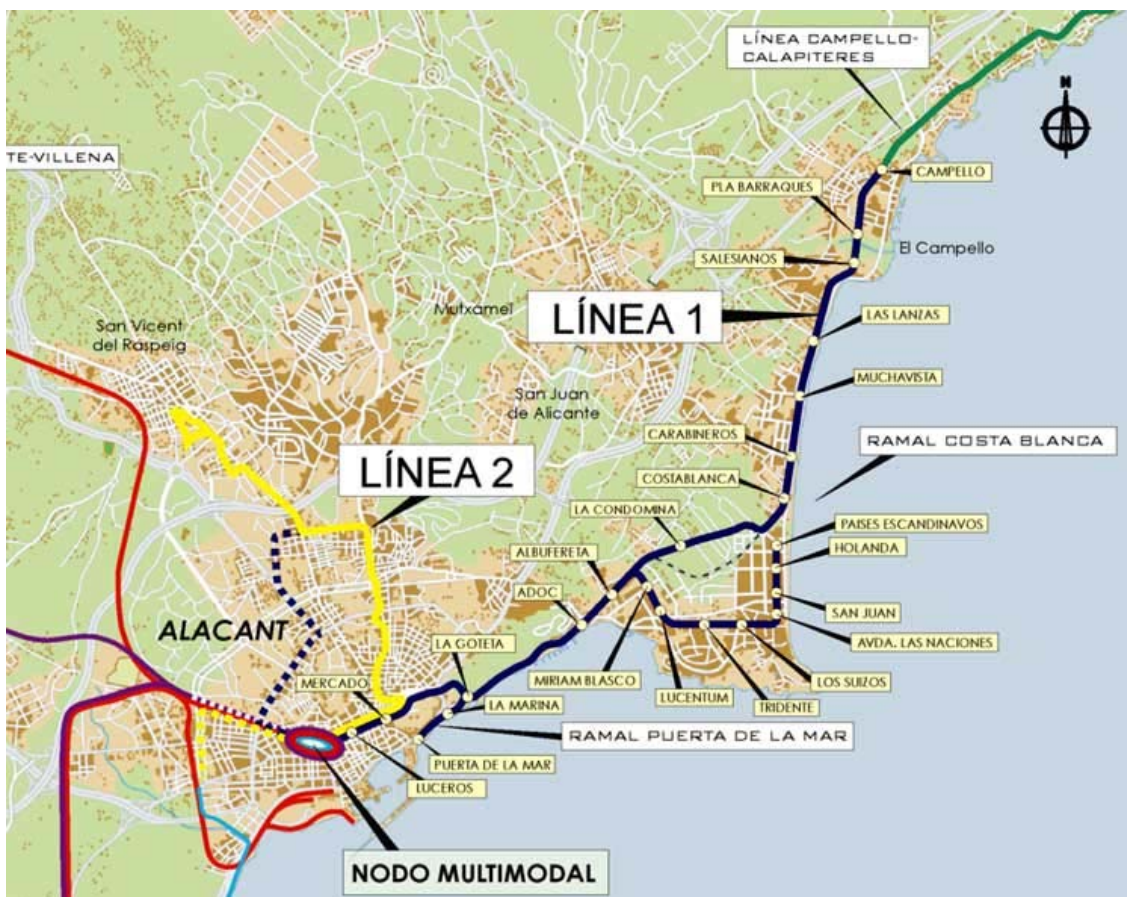 LÍNEA CAMPELLO-
CALAPITERES
N
TE-VILLENA
CAMPELLO
PLA BARRAQUES
El Campello
SALESIANOS
Mutxamel
LÍNEA 1
LAS LANZAS
San Vicent
del Raspeig
MUCHAVISTA
San Juan
de Alicante
CARABINEROS
RAMAL COSTA BLANCA
LÍNEA 2
COSTABLANCA
LA CONDOMINA
PAISES ESCANDINAVOS
ALBUFERETA
HOLANDA
ADOC
SAN JUAN
ALACANT
AVDA. LAS NACIONES
LA GOTETA
MERCADO
MIRIAM BLASCO
LUCENTUM
LOS SUIZOS
TRIDENTE
LA MARINA
RAMAL PUERTA DE LA MAR
PUERTA DE LA MAR
LUCEROS
NODO MULTIMODAL